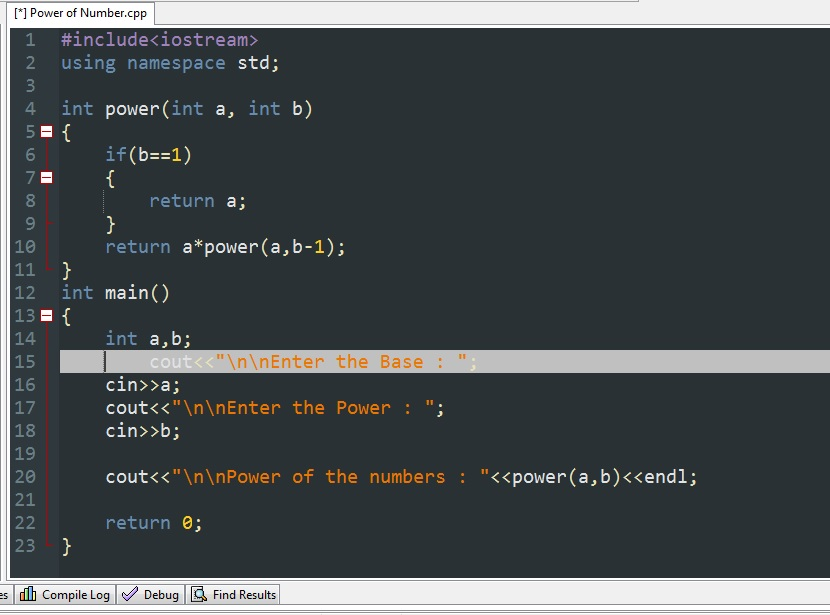 [*] Power of Number.cpp
1 #include<iostream>
2 using namespace std;
3
4 int power(int a, int b)
5 {
6 if(b==1)
7 {
8 return a;
9 }
10 return a*power(a,b-1);
11 }
12 int main()
13 {
14 int a,b;
15 cout<<"\n\nEnter the Base : ";
16 cin>>a;
17 cout<<"\n\nEnter the Power : ";
18 cin>>b;
19
20 cout<<"\n\nPower of the numbers : "<<power(a,b)<<endl;
21
22 return 0;
23 }
es Compile Log Debug Find Results